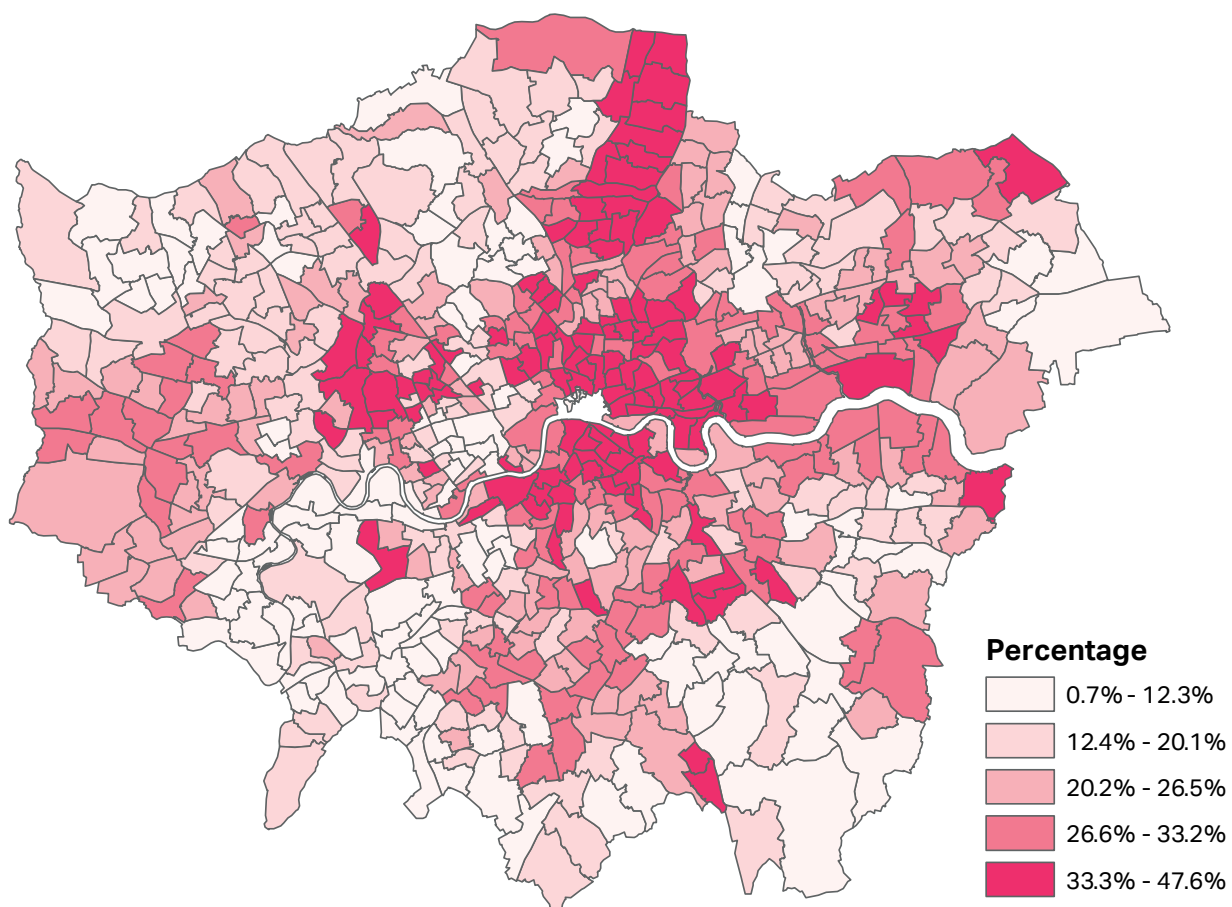 Percentage
0.7% - 12.3%
12.4% - 20.1%
20.2% - 26.5%
26.6% - 33.2%
33.3% - 47.6%